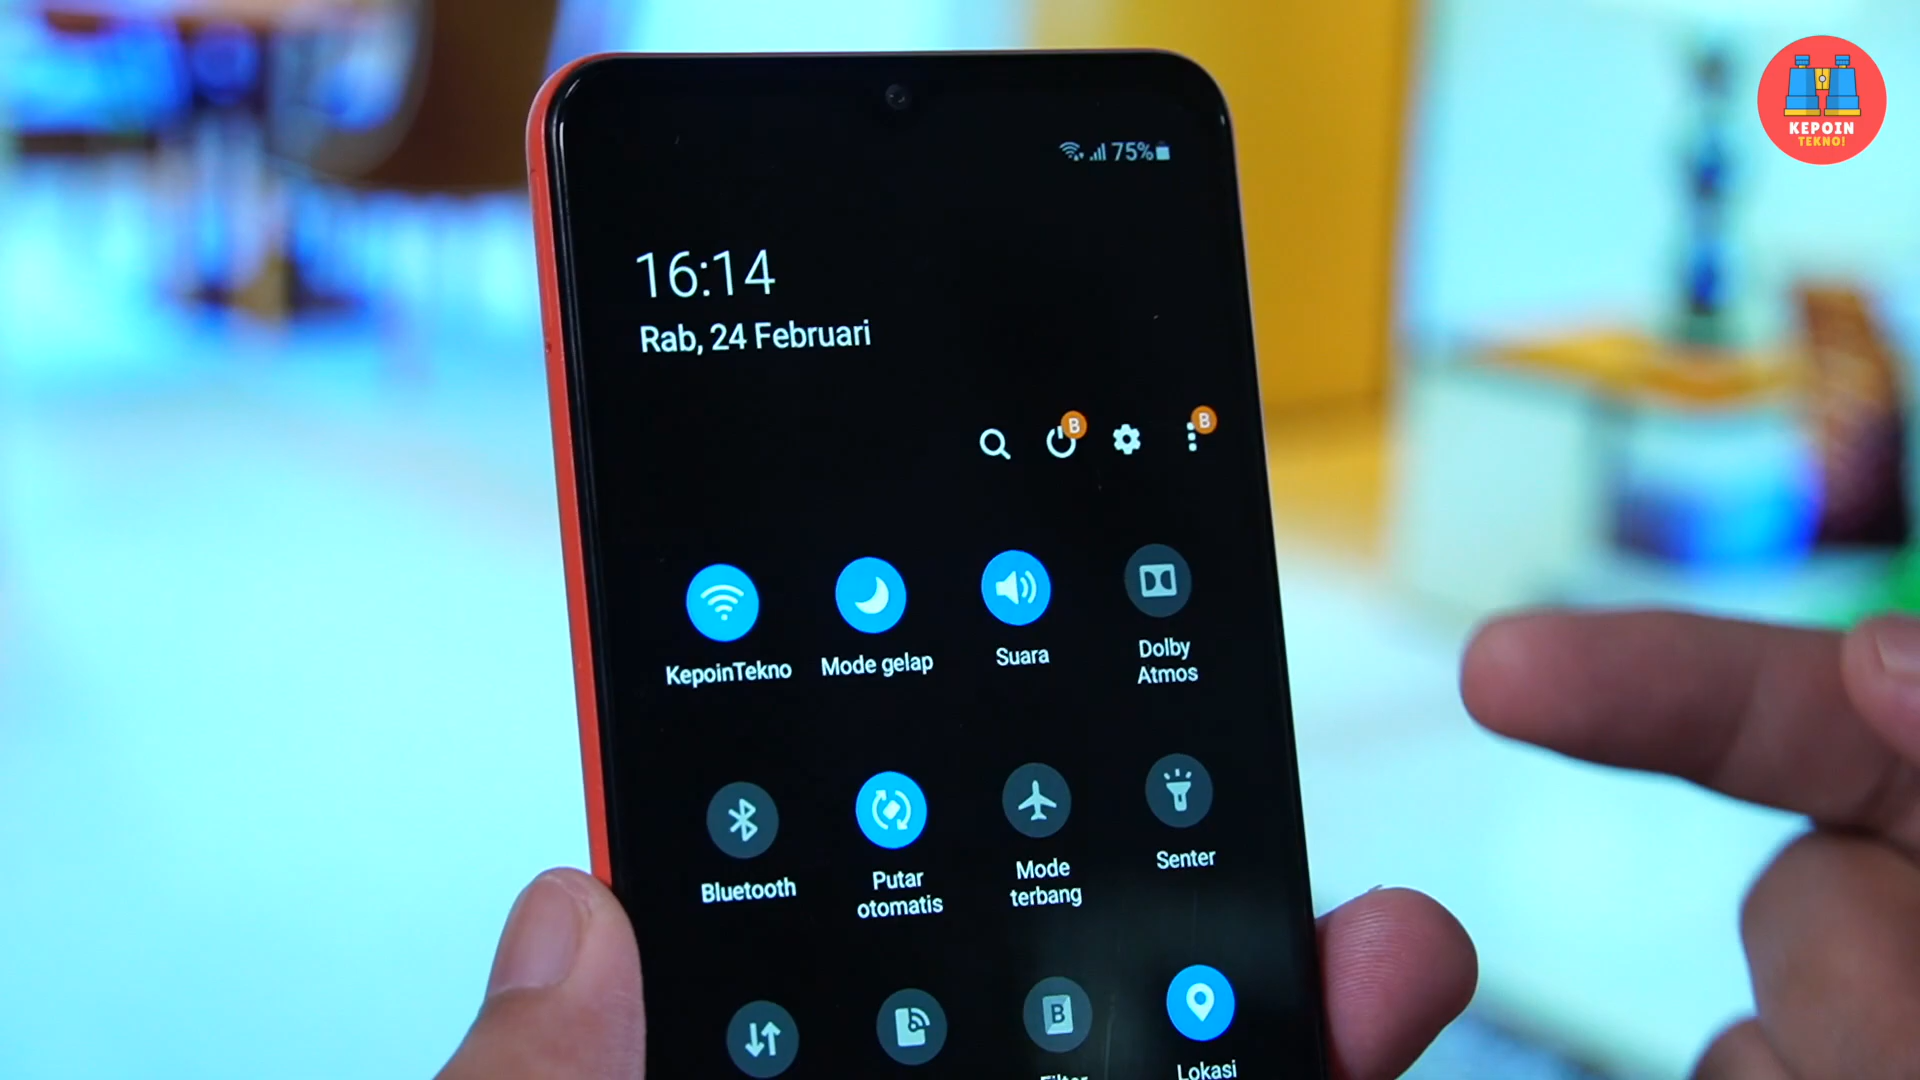 KEPOIN
TEKNO!
75%
16:14
Rab, 24 Februari
B
B
KepoinTekno
Mode gelap
Suara
Dolby
Atmos
Bluetooth
Putar
otomatis
Mode
terbang
Senter
B
Lokasi